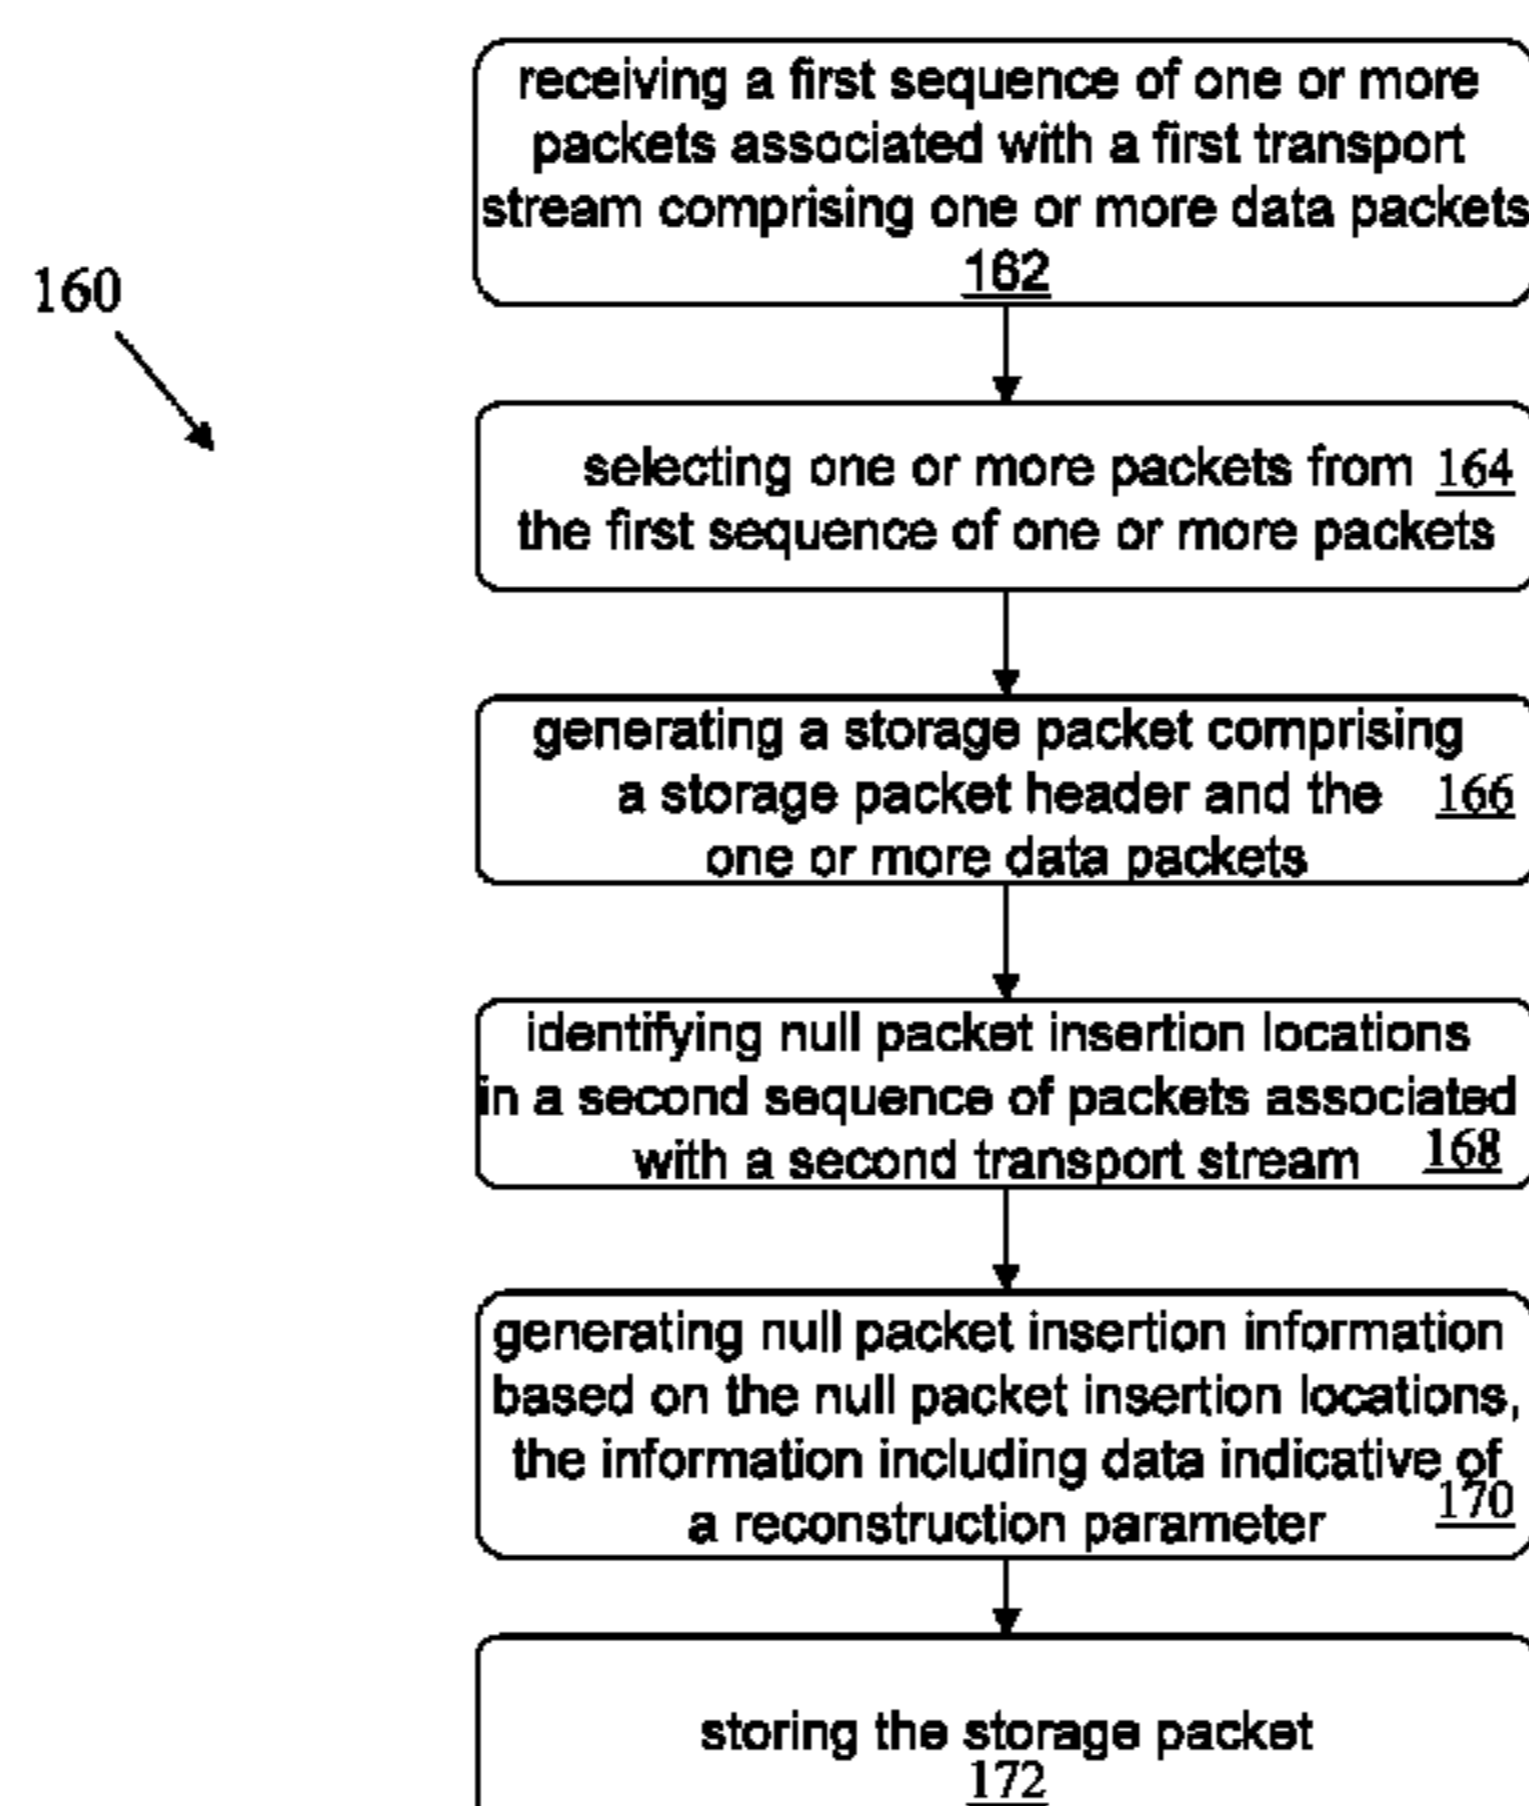 receiving a first sequence of one or more
packets associated with a first transport
stream comprising one or more data packets
162
160
selecting one or more packets from 164
the first sequence of one or more packets
generating a storage packet comprising
a storage packet header and the 166
one or more data packets
identifying null packet insertion locations
in a second sequence of packets associated
with a second transport stream 168
generating null packet insertion information
based on the null packet insertion locations,
the information including data indicative of
a reconstruction parameter 170
storing the storage packet
172